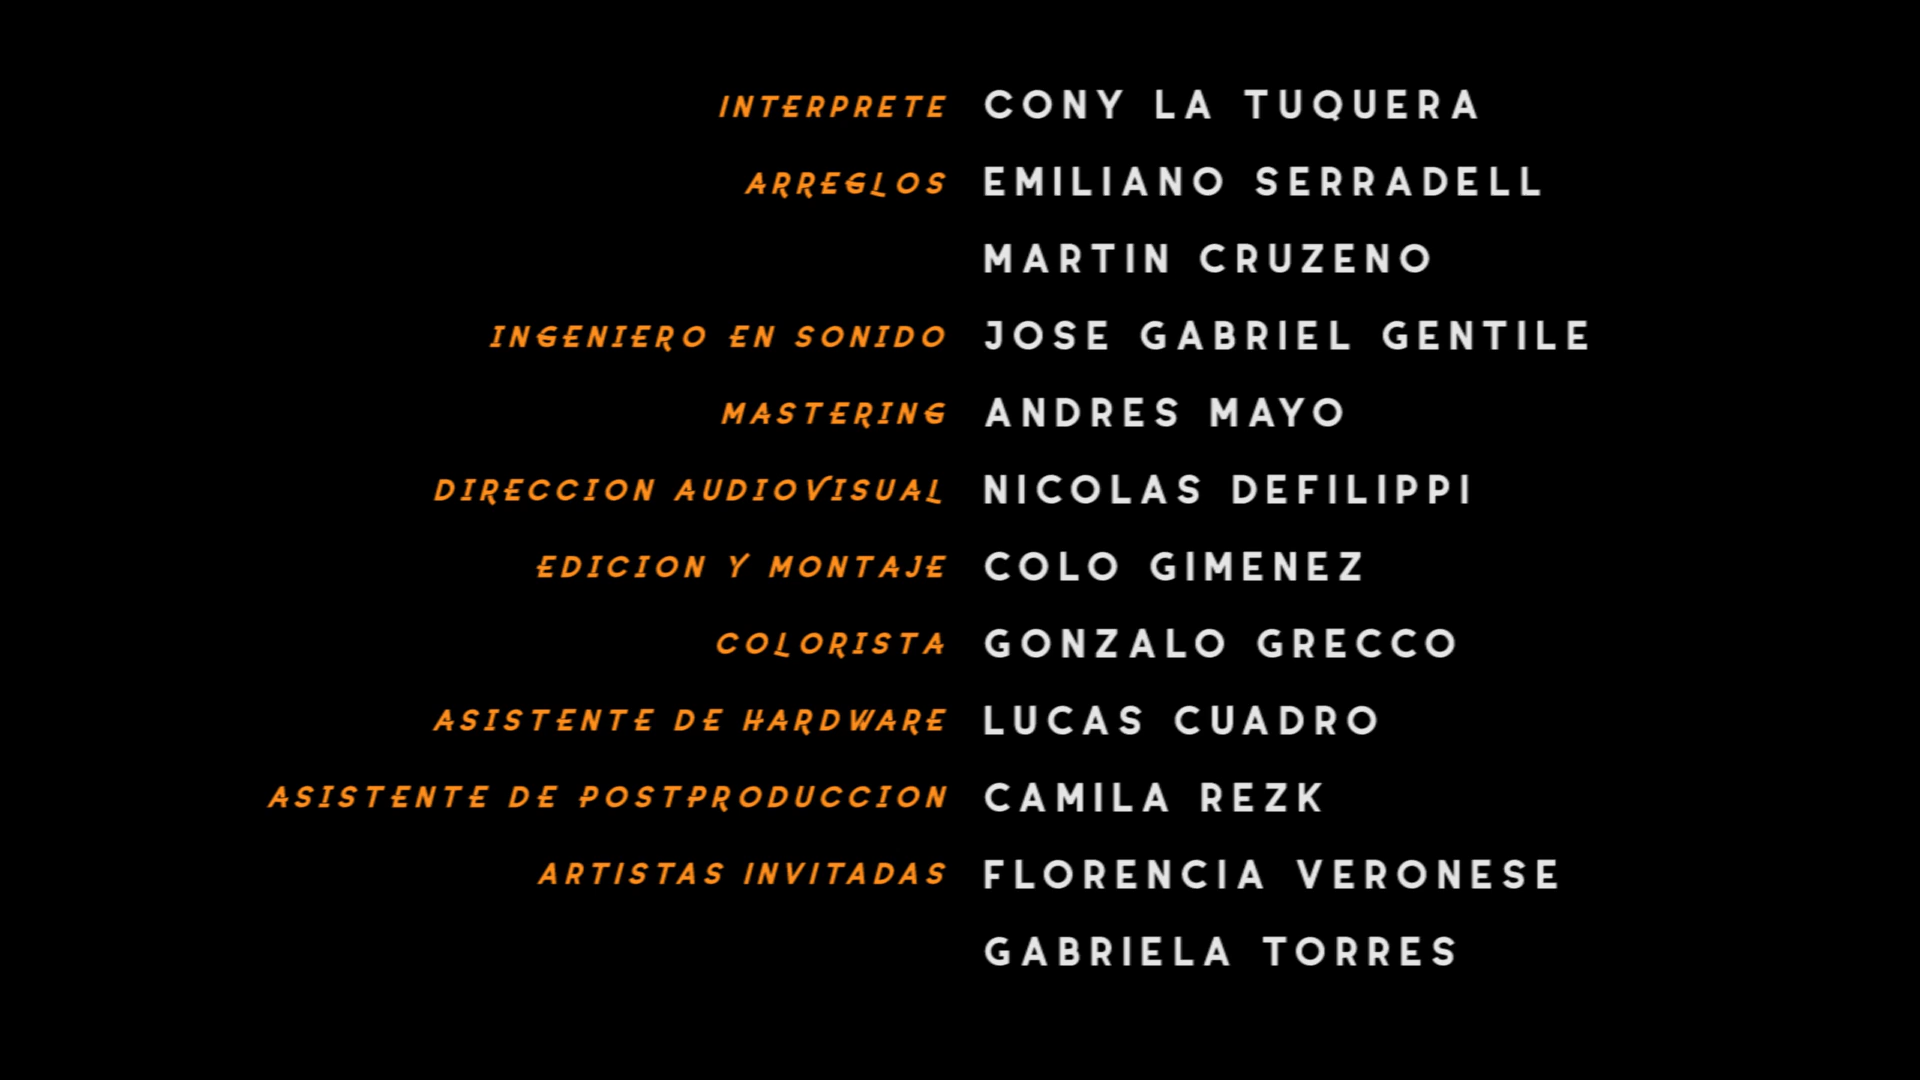 INTERPRETE CONY LA TUQUERA
ARREGLOS EMILIANO SERRADELL
MARTIN CRUZENO
INGENIERO EN SONIDO JOSE GABRIEL GENTILE
MASTERING ANDRES MAYO
DIRECCION AUDIOVISUAL NICOLAS DEFILIPPI
EDICION Y MONTAJE COLO GIMENEZ
COLORISTA GONZALO GRECCO
ASISTENTE DE HARDWARE LUCAS CUADRO
ASISTENTE DE POSTPRODUCCION CAMILA REZK
ARTISTAS INVITADAS FLORENCIA VERONESE
GABRIELA TORRES